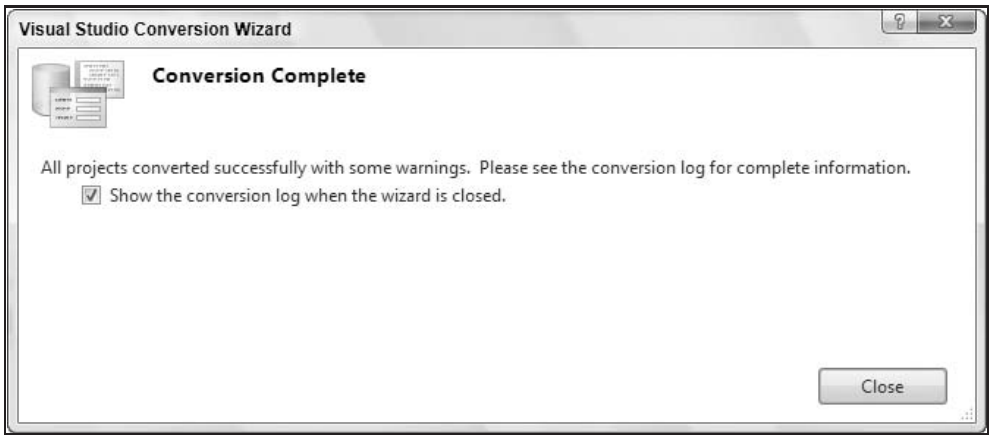 Visual Studio Conversion Wizard
Conversion Complete
All projects converted successfully with some warnings.  Please see the conversion log for complete information.
Show the conversion log when the wizard is closed.
Close